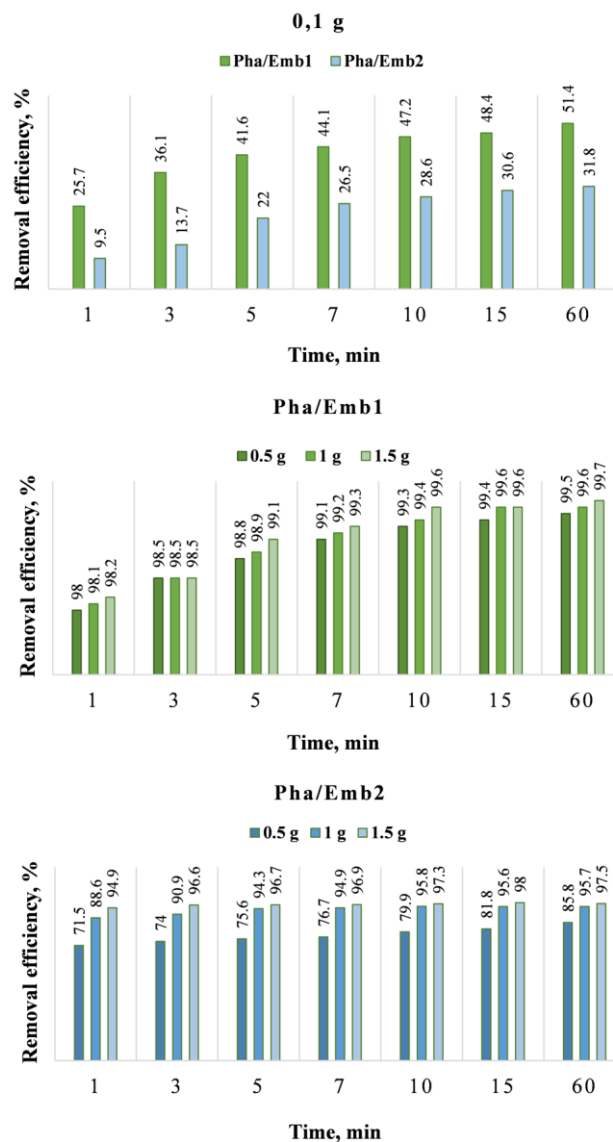 0,1 g
Pha/Emb1 Pha/Emb2
Removal efficiency, %
25.7 9.5 36.1 13.7 41.6 22 44.1 26.5 47.2 28.6 48.4 30.6 51.4 31.8
1 3 5 7 10 15 60
Time, min
Pha/Emb1
0.5 g 1 g 1.5 g
Removal efficiency, %
98 98.1 98.2 98.5 98.5 98.5 98.8 98.9 99.1 99.1 99.2 99.3 99.3 99.4 99.6 99.4 99.6 99.6 99.5 99.6 99.7
1 3 5 7 10 15 60
Time, min
Pha/Emb2
0.5 g 1 g 1.5 g
Removal efficiency, %
71.5 88.6 94.9 74 90.9 96.6 75.6 94.3 96.7 76.7 94.9 96.9 79.9 95.8 97.3 81.8 95.6 98 85.8 95.7 97.5
1 3 5 7 10 15 60
Time, min